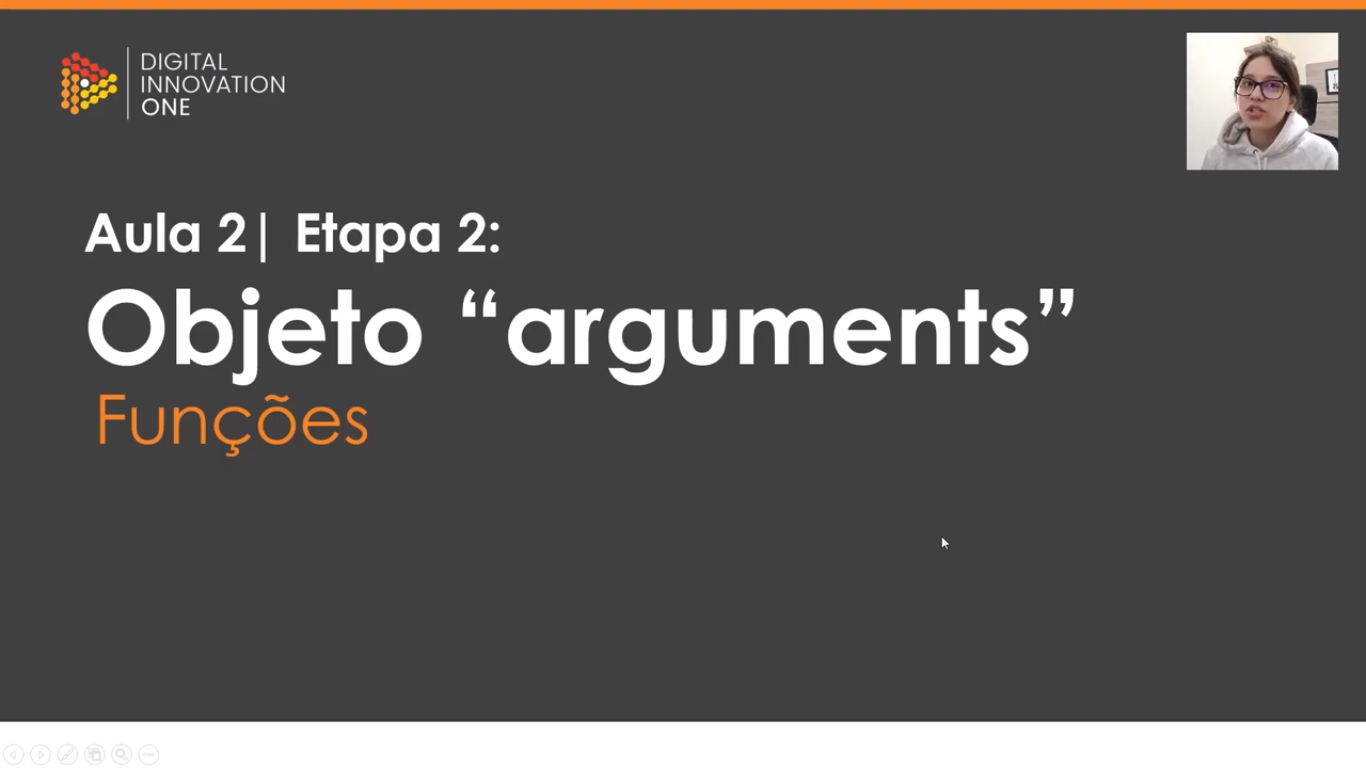 DIGITAL
INNOVATION
ONE
Aula 2| Etapa 2:
Objeto “arguments”
Funções